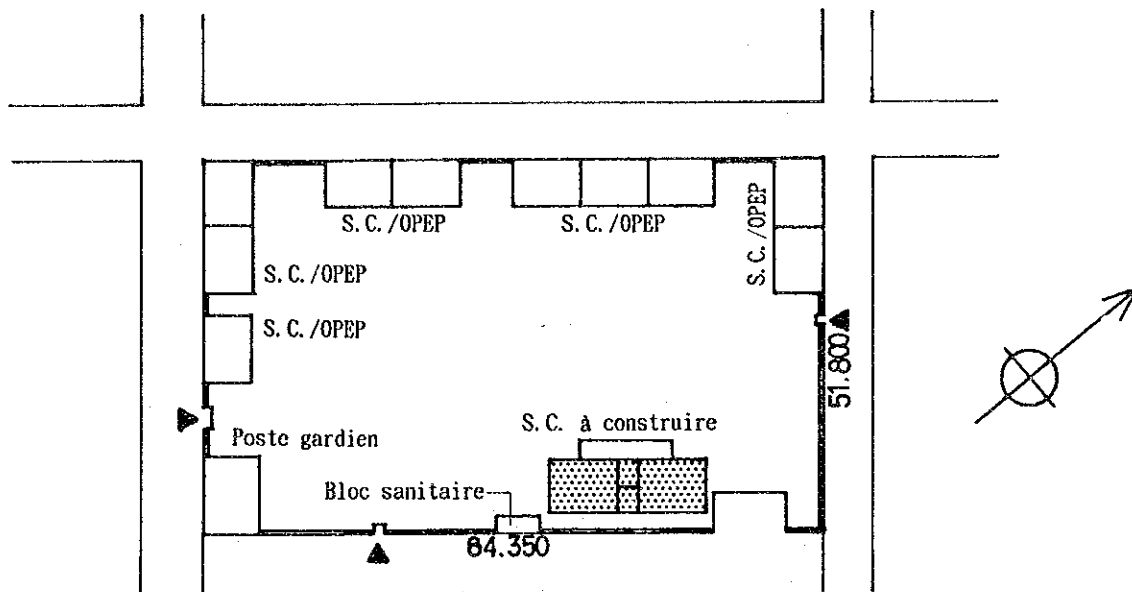 S.C./OPEP
S.C./OPEP
S.C./OPEP
S.C./OPEP
S.C./OPEP
51.800
S.C. à construire
Poste gardien
Bloc sanitaire
84.350